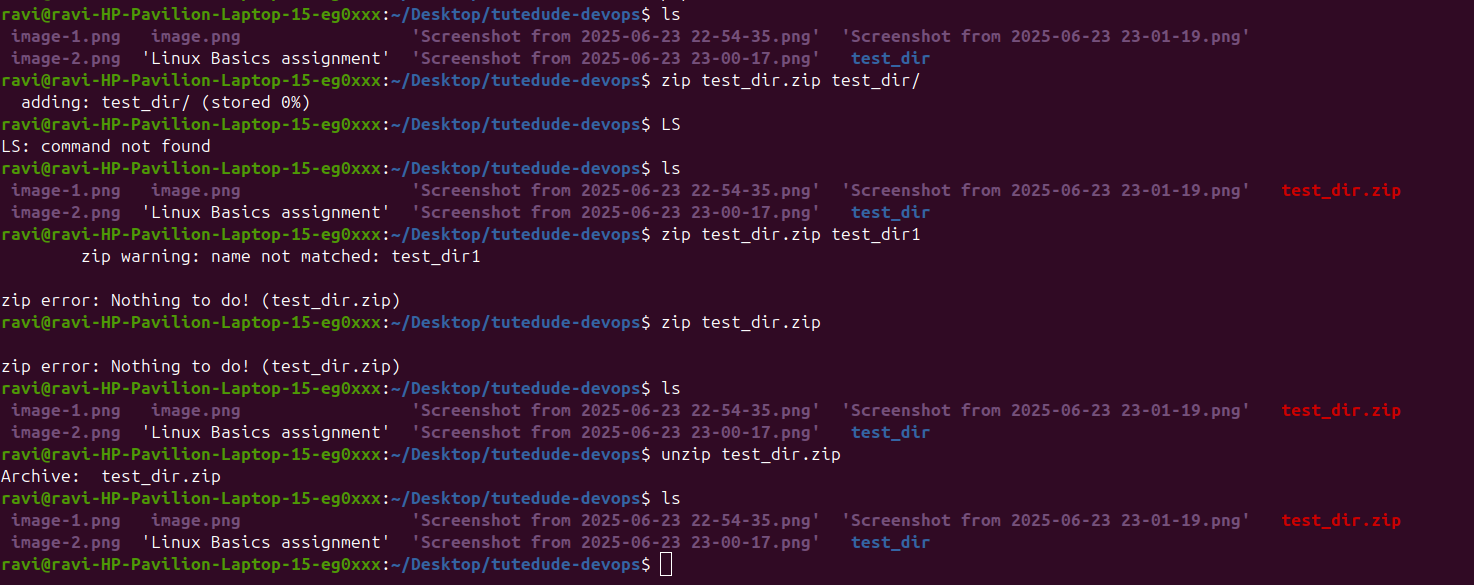 ravi@ravi-HP-Pavilion-Laptop-15-eg0xxx:~/Desktop/tutedude-devops$ ls
 image-1.png   image.png                 'Screenshot from 2025-06-23 22-54-35.png'  'Screenshot from 2025-06-23 23-01-19.png'
 image-2.png  'Linux Basics assignment'  'Screenshot from 2025-06-23 23-00-17.png'   test_dir
ravi@ravi-HP-Pavilion-Laptop-15-eg0xxx:~/Desktop/tutedude-devops$ zip test_dir.zip test_dir/
  adding: test_dir/ (stored 0%)
ravi@ravi-HP-Pavilion-Laptop-15-eg0xxx:~/Desktop/tutedude-devops$ LS
LS: command not found
ravi@ravi-HP-Pavilion-Laptop-15-eg0xxx:~/Desktop/tutedude-devops$ ls
 image-1.png   image.png                 'Screenshot from 2025-06-23 22-54-35.png'  'Screenshot from 2025-06-23 23-01-19.png'   test_dir.zip
 image-2.png  'Linux Basics assignment'  'Screenshot from 2025-06-23 23-00-17.png'   test_dir
ravi@ravi-HP-Pavilion-Laptop-15-eg0xxx:~/Desktop/tutedude-devops$ zip test_dir.zip test_dir1
        zip warning: name not matched: test_dir1

zip error: Nothing to do! (test_dir.zip)
ravi@ravi-HP-Pavilion-Laptop-15-eg0xxx:~/Desktop/tutedude-devops$ zip test_dir.zip

zip error: Nothing to do! (test_dir.zip)
ravi@ravi-HP-Pavilion-Laptop-15-eg0xxx:~/Desktop/tutedude-devops$ ls
 image-1.png   image.png                 'Screenshot from 2025-06-23 22-54-35.png'  'Screenshot from 2025-06-23 23-01-19.png'   test_dir.zip
 image-2.png  'Linux Basics assignment'  'Screenshot from 2025-06-23 23-00-17.png'   test_dir
ravi@ravi-HP-Pavilion-Laptop-15-eg0xxx:~/Desktop/tutedude-devops$ unzip test_dir.zip
Archive:  test_dir.zip
ravi@ravi-HP-Pavilion-Laptop-15-eg0xxx:~/Desktop/tutedude-devops$ ls
 image-1.png   image.png                 'Screenshot from 2025-06-23 22-54-35.png'  'Screenshot from 2025-06-23 23-01-19.png'   test_dir.zip
 image-2.png  'Linux Basics assignment'  'Screenshot from 2025-06-23 23-00-17.png'   test_dir
ravi@ravi-HP-Pavilion-Laptop-15-eg0xxx:~/Desktop/tutedude-devops$